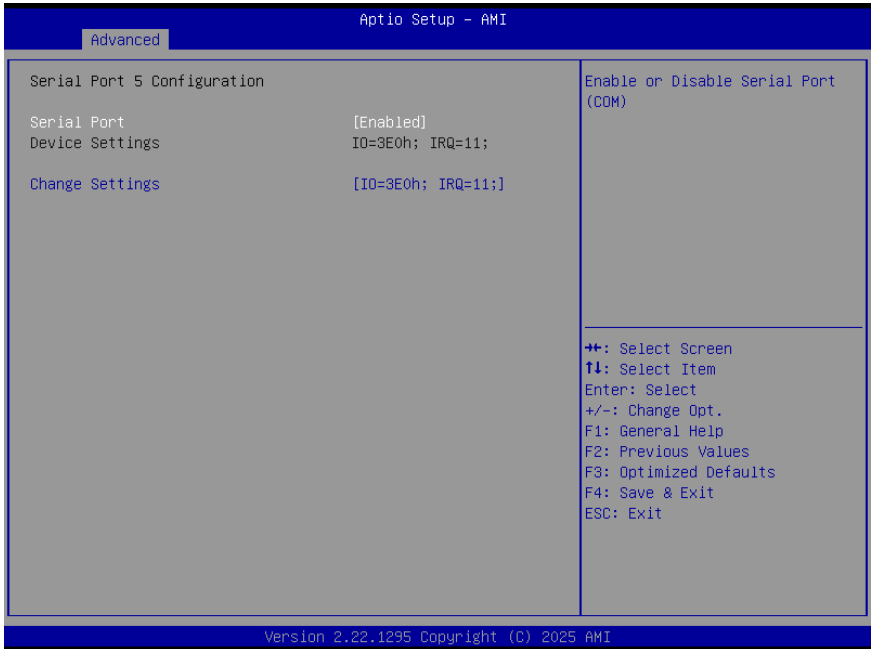 Aptio Setup – AMI
Advanced
Serial Port 5 Configuration
Serial Port [Enabled]
Device Settings IO=3E0h; IRQ=11;
Change Settings [IO=3E0h; IRQ=11;]
Enable or Disable Serial Port
(COM)
→←: Select Screen
↑↓: Select Item
Enter: Select
+/-: Change Opt.
F1: General Help
F2: Previous Values
F3: Optimized Defaults
F4: Save & Exit
ESC: Exit
Version 2.22.1295 Copyright (C) 2025 AMI